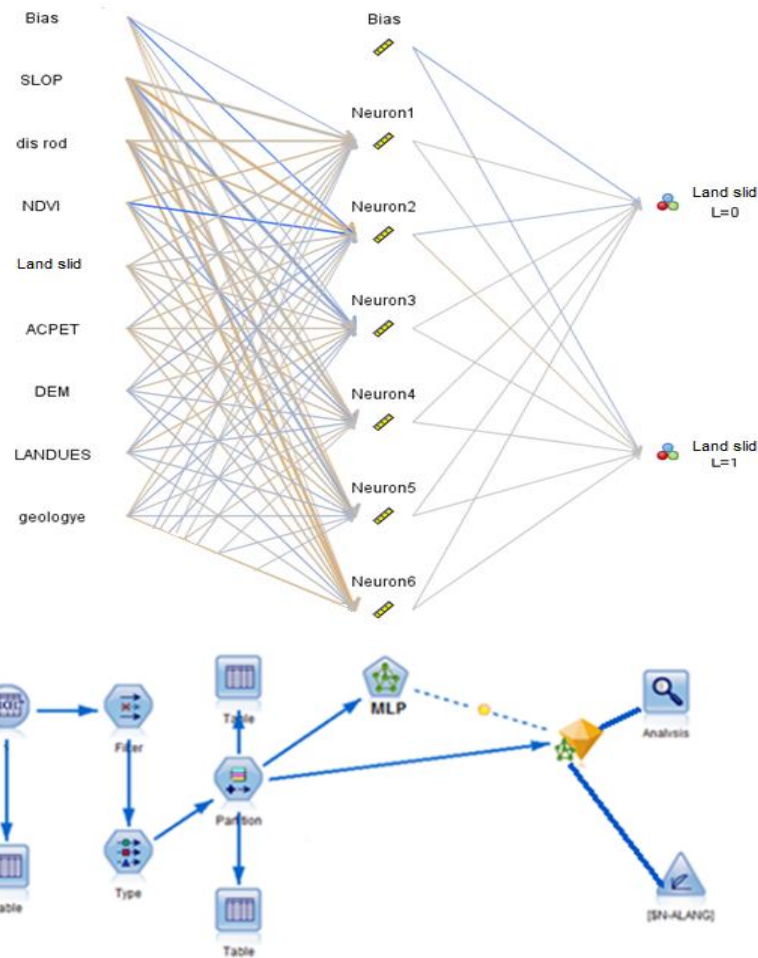 Bias
SLOP
dis rod
NDVI
Land slid
ACPET
DEM
LANDUES
geologye
Bias
Neuron1
Neuron2
Neuron3
Neuron4
Neuron5
Neuron6
Land slid
L=0
Land slid
L=1
Table
MLP
Analysis
Filter
Partition
able
Type
Table
[$N-ALANG]